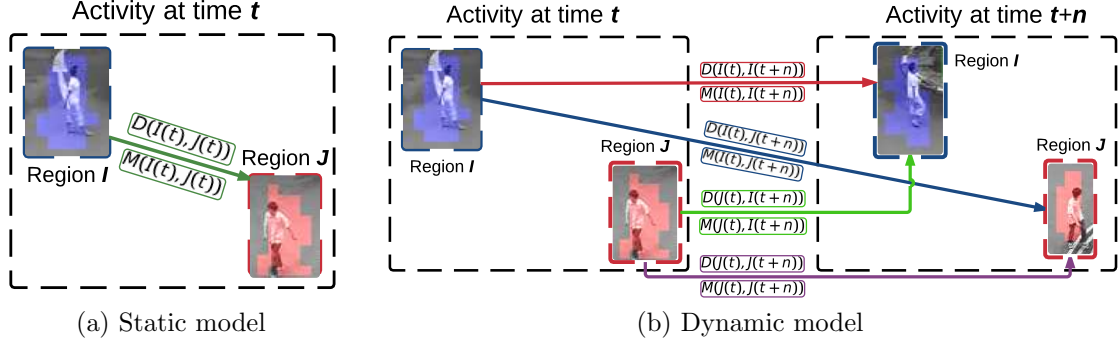 Activity at time t
Region I
D(I(t), J(t))
M(I(t), J(t))
Region J
(a) Static model
Activity at time t
Activity at time t+n
Region I
Region J
D(I(t), I(t + n))
M(I(t), I(t + n))
D(I(t), J(t + n))
M(I(t), J(t + n))
D(J(t), I(t + n))
M(J(t), I(t + n))
D(J(t), J(t + n))
M(J(t), J(t + n))
Region I
Region J
(b) Dynamic model